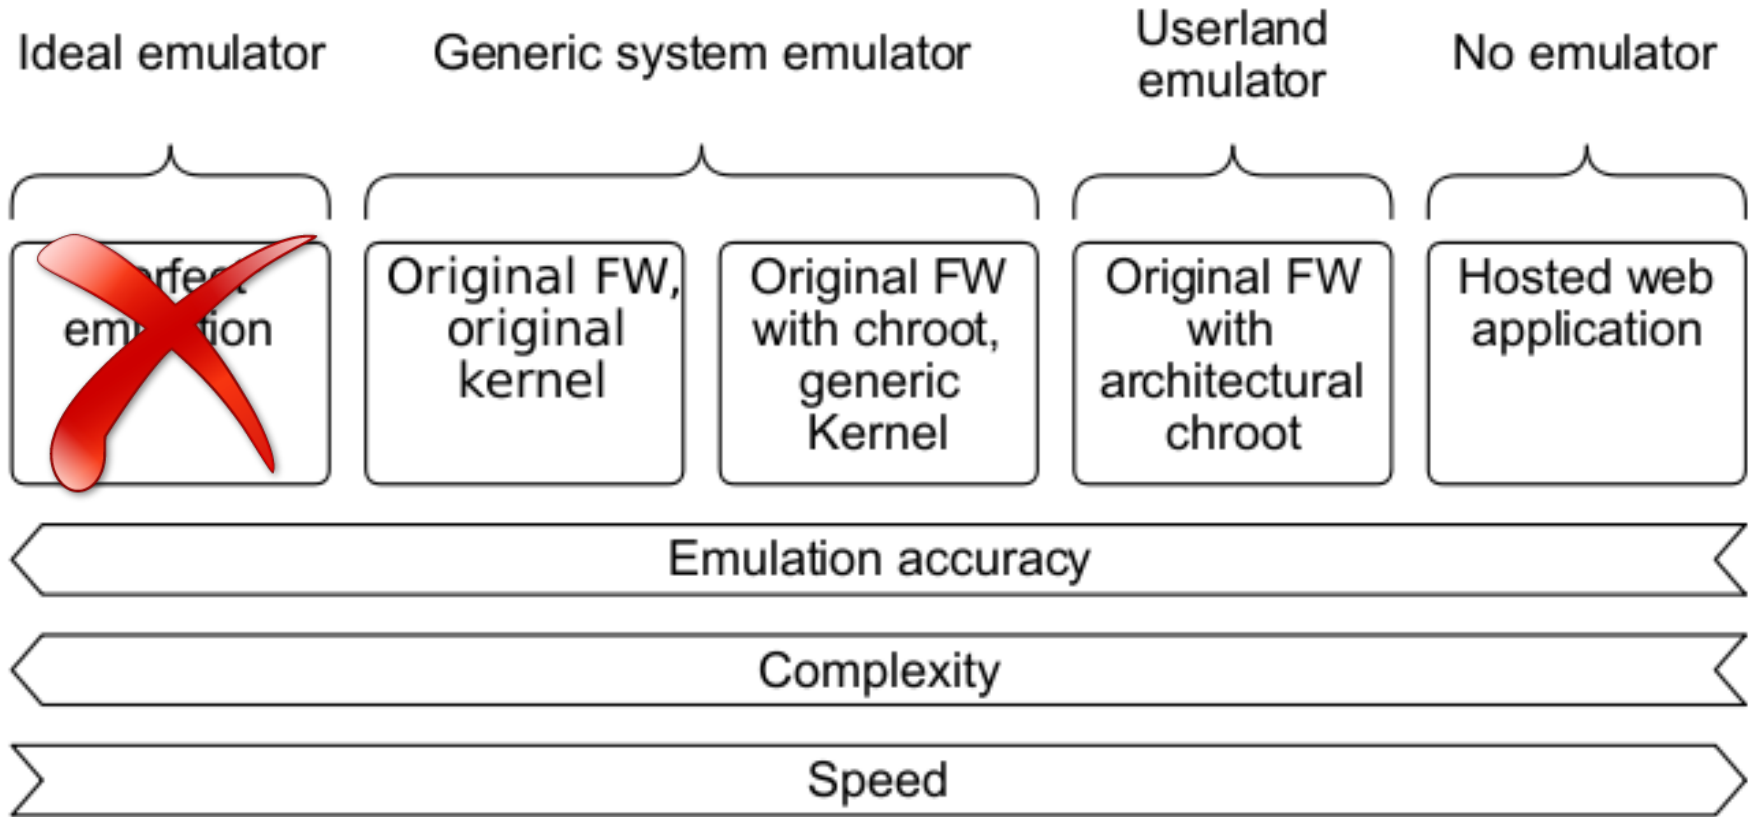 Ideal emulator
Generic system emulator
Userland
emulator
No emulator
Original FW,
original
kernel
Original FW
with chroot,
generic
Kernel
Original FW
with
architectural
chroot
Hosted web
application
Emulation accuracy
Complexity
Speed